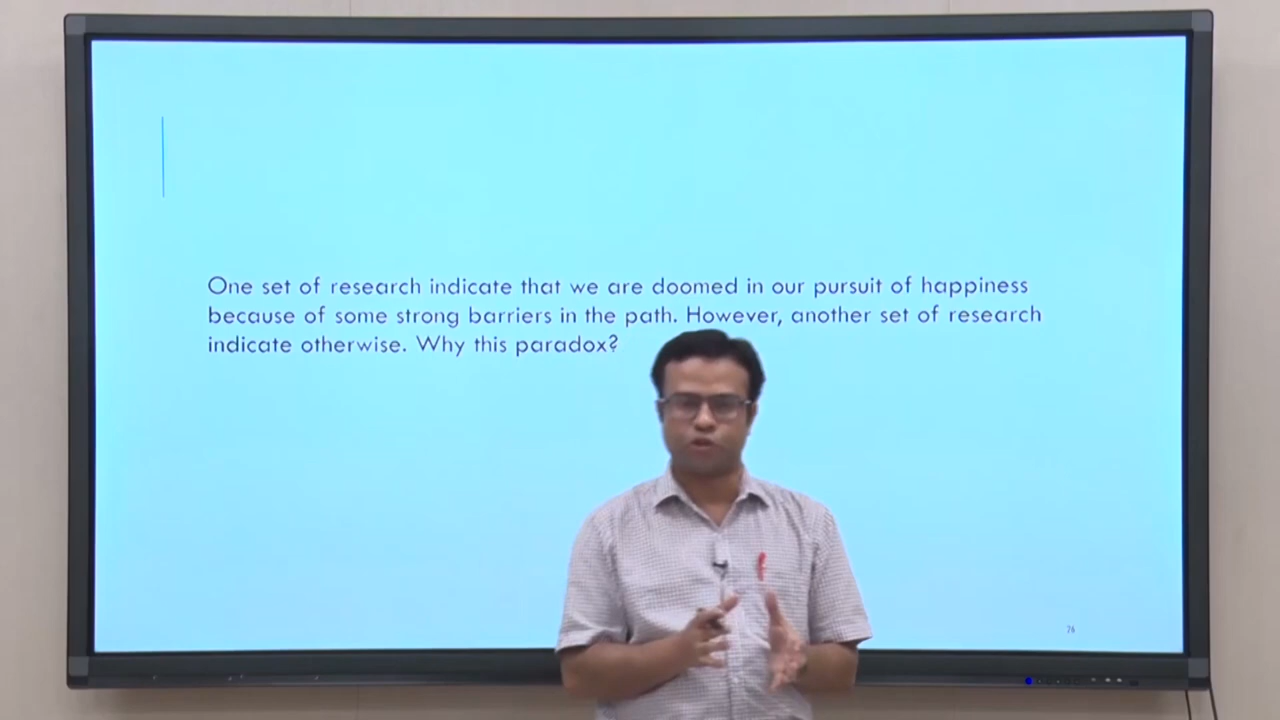 One set of research indicate that we are doomed in our pursuit of happiness
because of some strong barriers in the path. However, another set of research
indicate otherwise. Why this paradox?
76